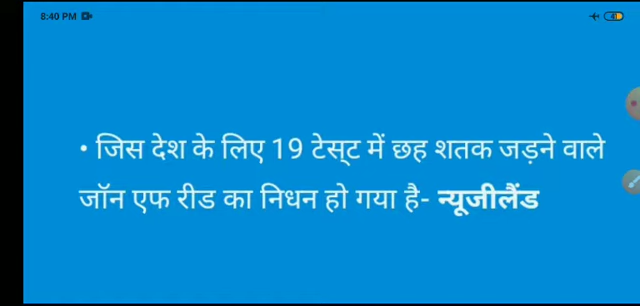 8:40 PM
• जिस देश के लिए 19 टेस्‍ट में छह शतक जड़ने वाले
जॉन एफ रीड का निधन हो गया है- न्यूजीलैंड